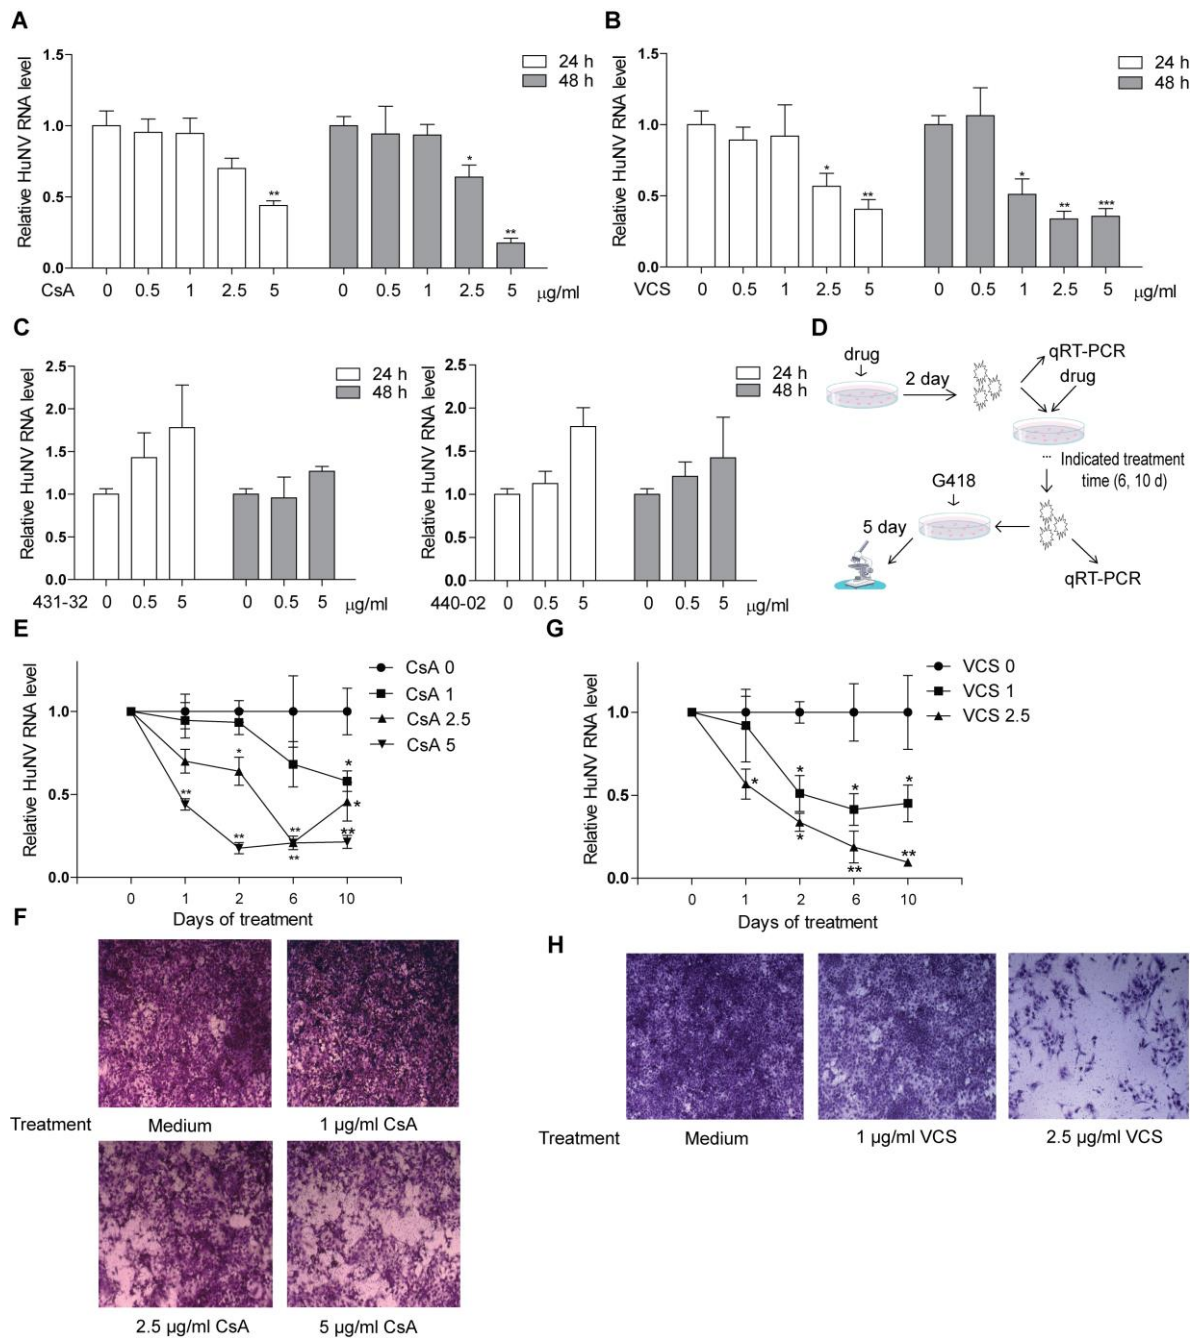 A
Relative HuNV RNA level
1.5
1.0
0.5
0.0
24 h
48 h
** * **
CsA 0 0.5 1 2.5 5 0 0.5 1 2.5 5 μg/ml
B
Relative HuNV RNA level
1.5
1.0
0.5
0.0
24 h
48 h
* ** * ** ***
VCS 0 0.5 1 2.5 5 0 0.5 1 2.5 5 μg/ml
C
Relative HuNV RNA level
2.5
2.0
1.5
1.0
0.5
0.0
24 h
48 h
431-32 0 0.5 5 0 0.5 5 μg/ml
Relative HuNV RNA level
2.5
2.0
1.5
1.0
0.5
0.0
24 h
48 h
440-02 0 0.5 5 0 0.5 5 μg/ml
D
drug
2 day
qRT-PCR
drug
... Indicated treatment
time (6, 10 d)
G418
5 day
qRT-PCR
E
Relative HuNV RNA level
1.0
0.5
0.0
CsA 0
CsA 1
CsA 2.5
CsA 5
** * ** ** ** * * **
0 1 2 6 10
Days of treatment
G
Relative HuNV RNA level
1.0
0.5
0.0
VCS 0
VCS 1
VCS 2.5
* * * * ** * **
0 1 2 6 10
Days of treatment
F
Treatment
Medium
1 μg/ml CsA
2.5 μg/ml CsA
5 μg/ml CsA
H
Treatment
Medium
1 μg/ml VCS
2.5 μg/ml VCS